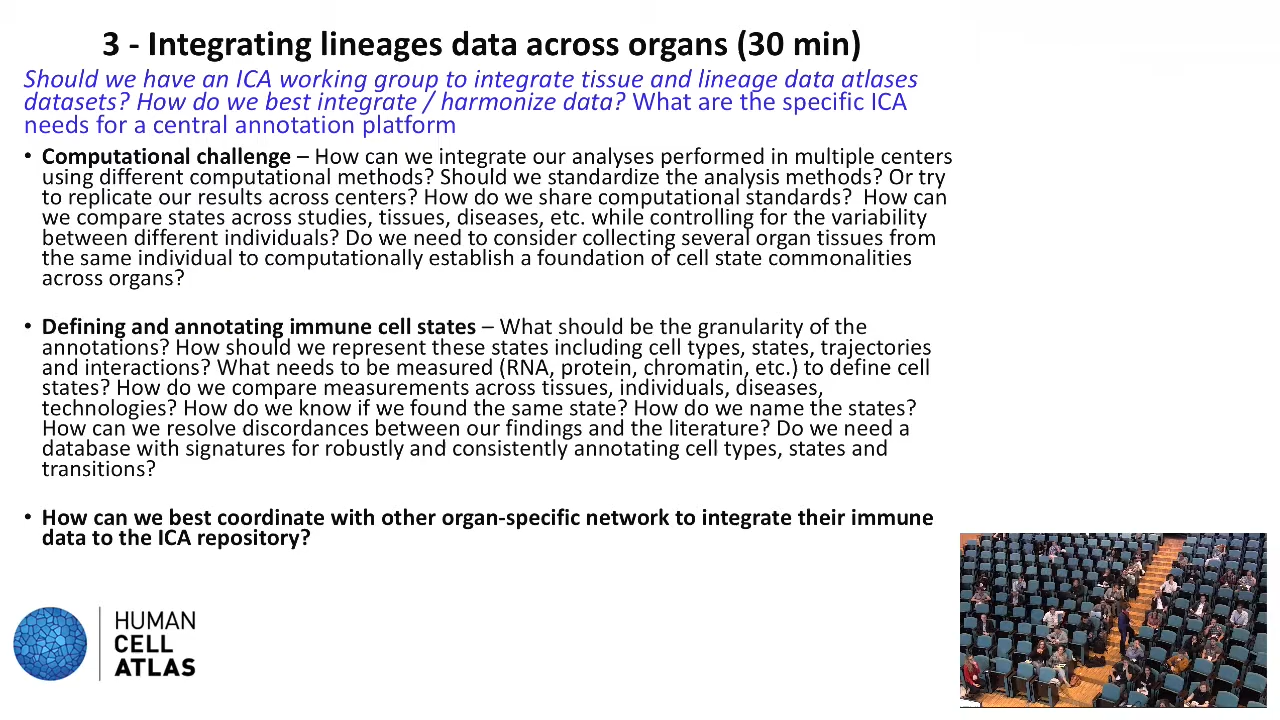 3 - Integrating lineages data across organs (30 min)
Should we have an ICA working group to integrate tissue and lineage data atlases
datasets? How do we best integrate / harmonize data? What are the specific ICA
needs for a central annotation platform
• Computational challenge – How can we integrate our analyses performed in multiple centers
using different computational methods? Should we standardize the analysis methods? Or try
to replicate our results across centers? How do we share computational standards?  How can
we compare states across studies, tissues, diseases, etc. while controlling for the variability
between different individuals? Do we need to consider collecting several organ tissues from
the same individual to computationally establish a foundation of cell state commonalities
across organs?
• Defining and annotating immune cell states – What should be the granularity of the
annotations? How should we represent these states including cell types, states, trajectories
and interactions? What needs to be measured (RNA, protein, chromatin, etc.) to define cell
states? How do we compare measurements across tissues, individuals, diseases,
technologies? How do we know if we found the same state? How do we name the states?
How can we resolve discordances between our findings and the literature? Do we need a
database with signatures for robustly and consistently annotating cell types, states and
transitions?
• How can we best coordinate with other organ-specific network to integrate their immune
data to the ICA repository?
HUMAN
CELL
ATLAS